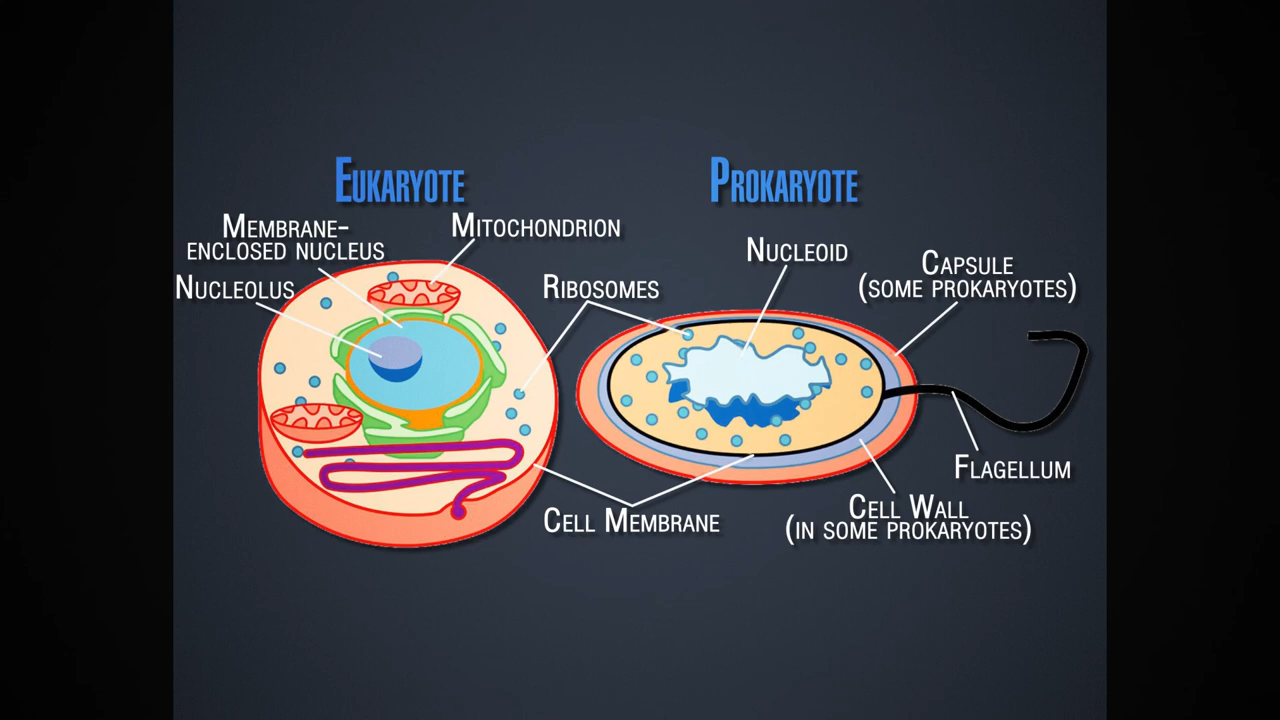 Eukaryote
Prokaryote
Membrane-
enclosed nucleus
Mitochondrion
Nucleolus
Ribosomes
Nucleoid
Capsule
(some prokaryotes)
Flagellum
Cell Membrane
Cell Wall
(in some prokaryotes)